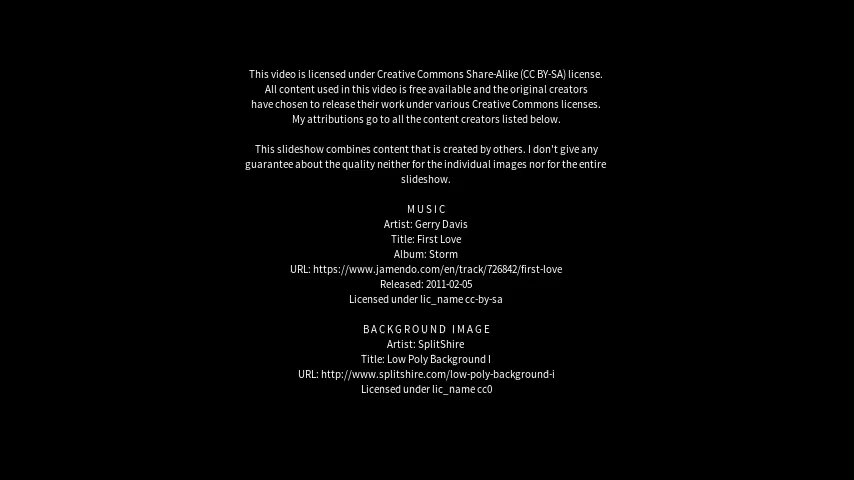 This video is licensed under Creative Commons Share-Alike (CC BY-SA) license.
All content used in this video is free available and the original creators
have chosen to release their work under various Creative Commons licenses.
My attributions go to all the content creators listed below.
This slideshow combines content that is created by others. I don't give any
guarantee about the quality neither for the individual images nor for the entire
slideshow.
MUSIC
Artist: Gerry Davis
Title: First Love
Album: Storm
URL: https://www.jamendo.com/en/track/726842/first-love
Released: 2011-02-05
Licensed under lic_name cc-by-sa
BACKGROUND IMAGE
Artist: SplitShire
Title: Low Poly Background I
URL: http://www.splitshire.com/low-poly-background-i
Licensed under lic_name cc0